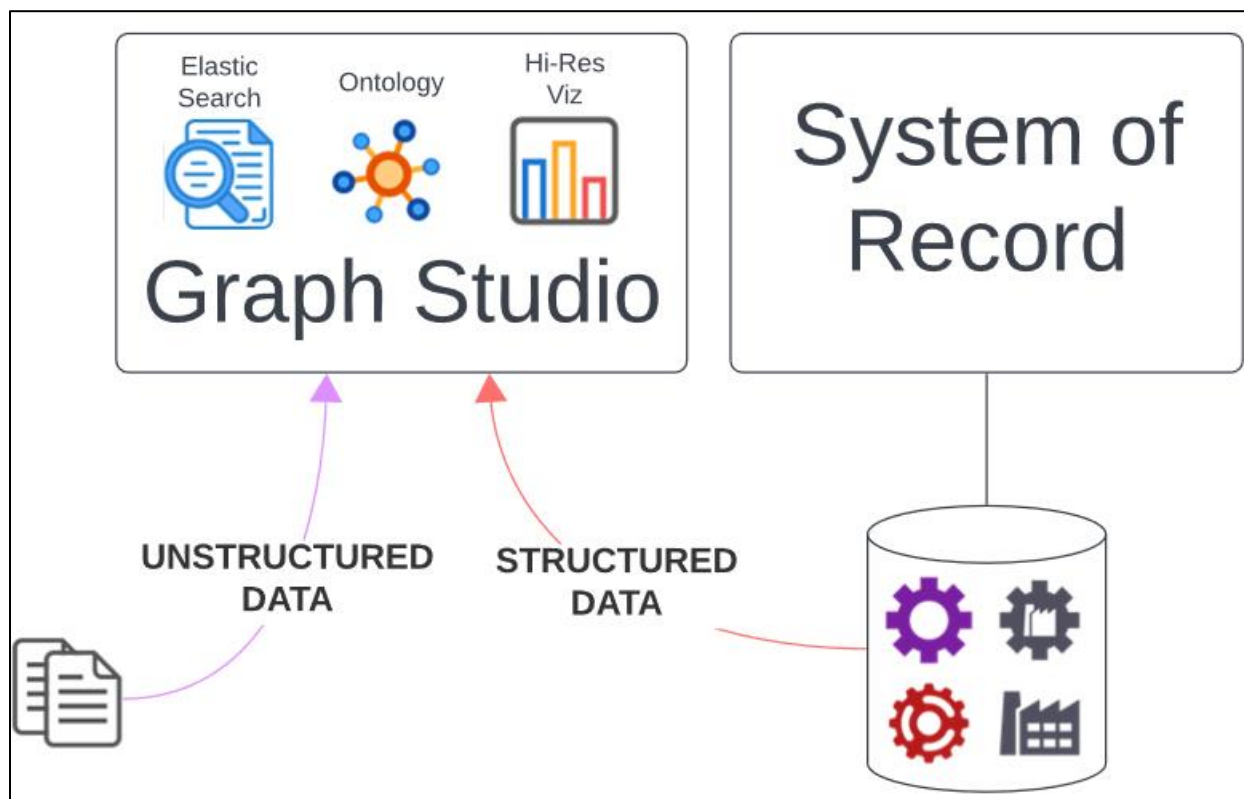 Elastic
Search
Ontology
Hi-Res
Viz
Graph Studio
System of
Record
UNSTRUCTURED
DATA
STRUCTURED
DATA